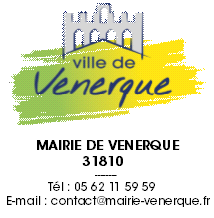 ville de
Venerque
MAIRIE DE VENERQUE
31810
--------
Tél : 05 62 11 59 59
E-mail : contact@mairie-venerque.fr